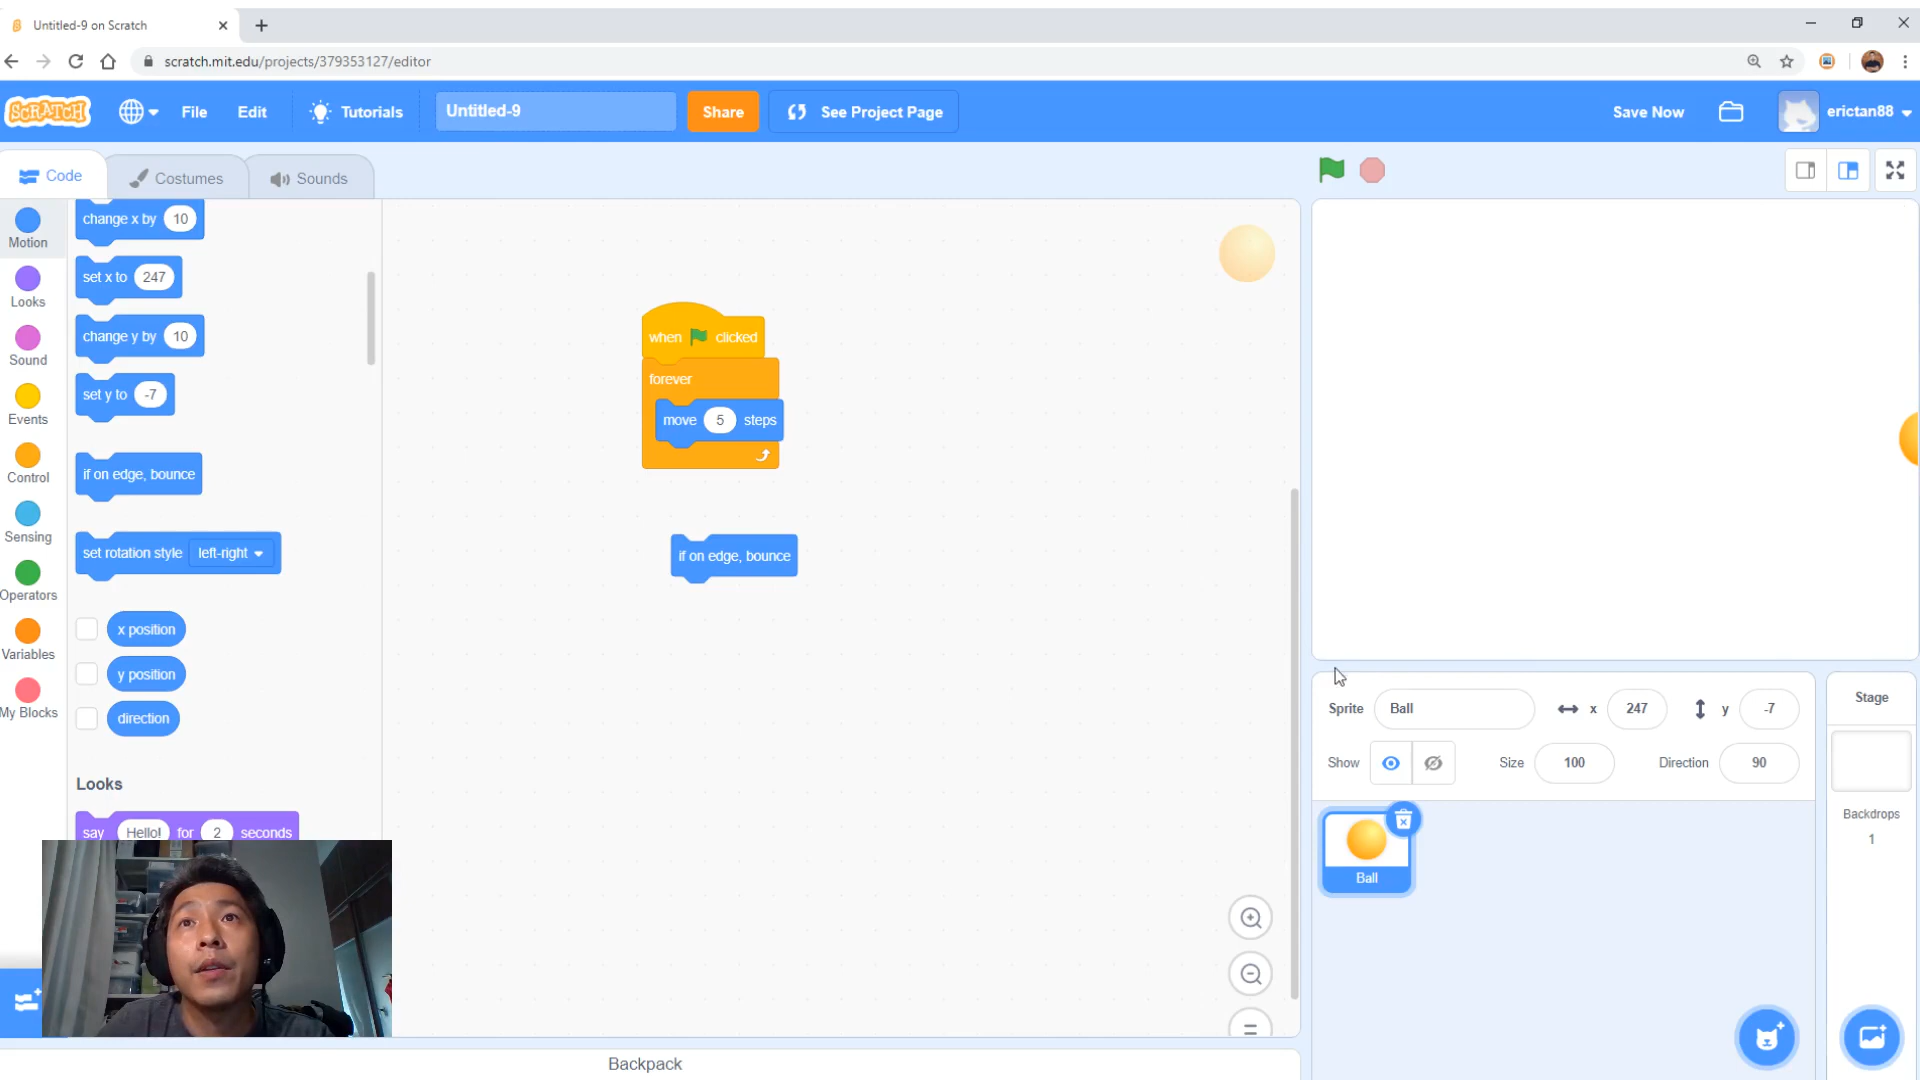 Untitled-9 on Scratch
scratch.mit.edu/projects/379353127/editor
SCRATCH
File
Edit
Tutorials
Untitled-9
Share
See Project Page
Save Now
erictan88
Code
Costumes
Sounds
Motion
Looks
Sound
Events
Control
Sensing
Operators
Variables
My Blocks
change x by 10
set x to 247
change y by 10
set y to -7
if on edge, bounce
set rotation style left-right
x position
y position
direction
Looks
say Hello! for 2 seconds
when clicked
forever
move 5 steps
if on edge, bounce
Sprite Ball x 247 y -7
Show Size 100 Direction 90
Ball
Stage
Backdrops
1
Backpack